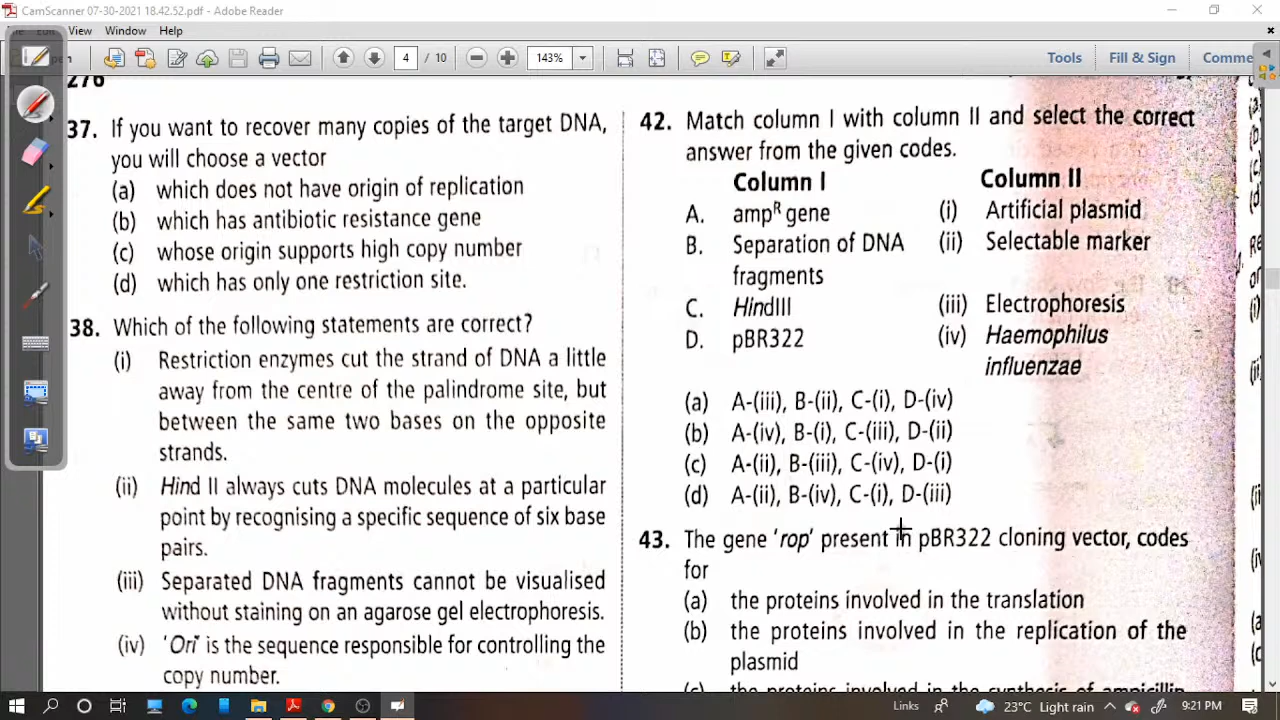 CamScanner 07-30-2021 18.42.52.pdf - Adobe Reader
View Window Help
4 / 10 143% Tools Fill & Sign Comme
276
37. If you want to recover many copies of the target DNA,
you will choose a vector
(a) which does not have origin of replication
(b) which has antibiotic resistance gene
(c) whose origin supports high copy number
(d) which has only one restriction site.
38. Which of the following statements are correct?
(i) Restriction enzymes cut the strand of DNA a little
away from the centre of the palindrome site, but
between the same two bases on the opposite
strands.
(ii) Hind II always cuts DNA molecules at a particular
point by recognising a specific sequence of six base
pairs.
(iii) Separated DNA fragments cannot be visualised
without staining on an agarose gel electrophoresis.
(iv) 'Ori' is the sequence responsible for controlling the
copy number.
42. Match column I with column II and select the correct
answer from the given codes.
Column I Column II
A. ampᴿ gene (i) Artificial plasmid
B. Separation of DNA (ii) Selectable marker
fragments
C. HindIII (iii) Electrophoresis
D. pBR322 (iv) Haemophilus
influenzae
(a) A-(iii), B-(ii), C-(i), D-(iv)
(b) A-(iv), B-(i), C-(iii), D-(ii)
(c) A-(ii), B-(iii), C-(iv), D-(i)
(d) A-(ii), B-(iv), C-(i), D-(iii)
43. The gene 'rop' present in pBR322 cloning vector, codes
for
(a) the proteins involved in the translation
(b) the proteins involved in the replication of the
plasmid
(c) the proteins involved in the synthesis of ampicillin
Links 23°C Light rain 9:21 PM